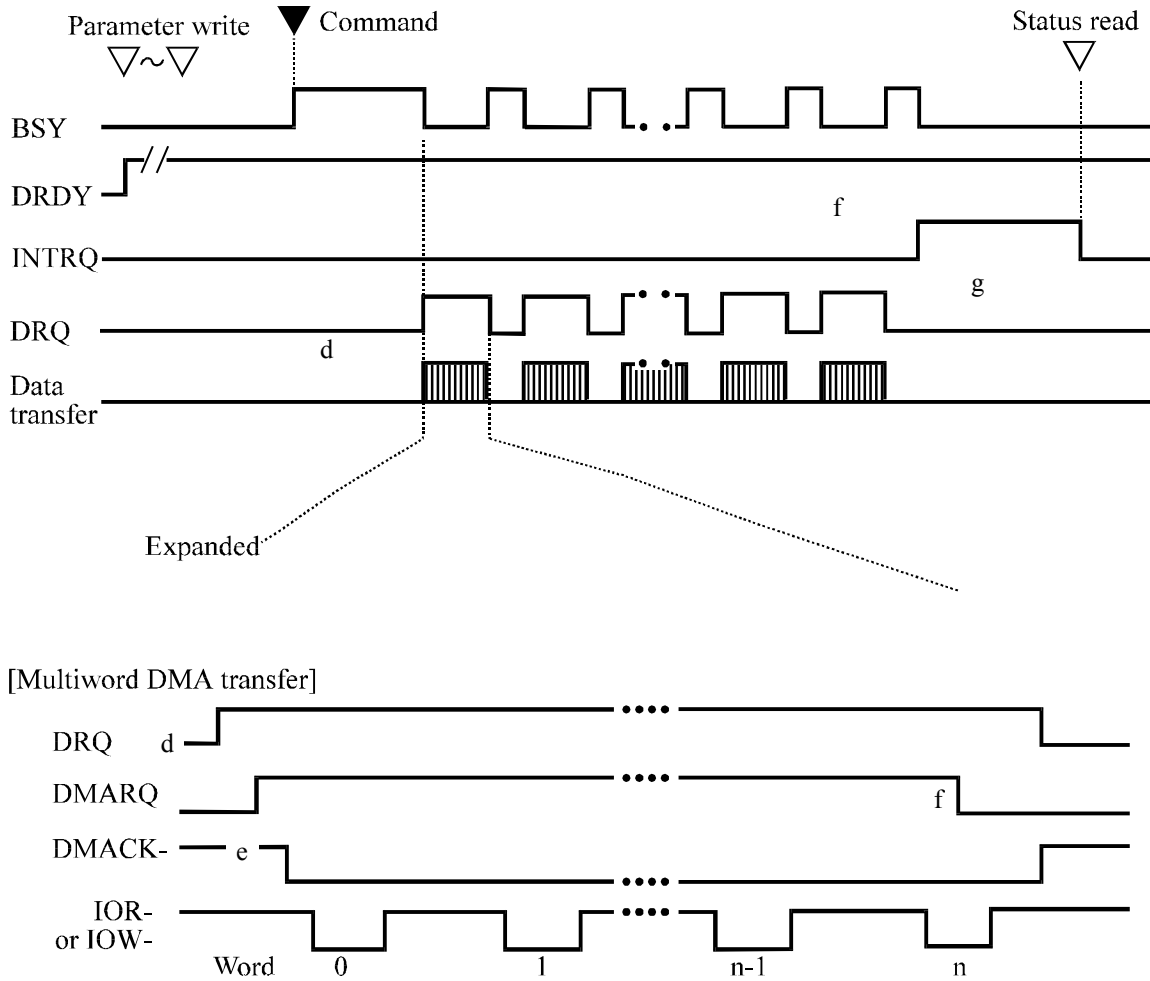 Parameter write
Command
Status read
~
BSY
DRDY
f
INTRQ
g
DRQ
d
Data
transfer
Expanded
[Multiword DMA transfer]
DRQ d
DMARQ
f
DMACK-
e
IOR-
or IOW-
Word 0 1 n-1 n